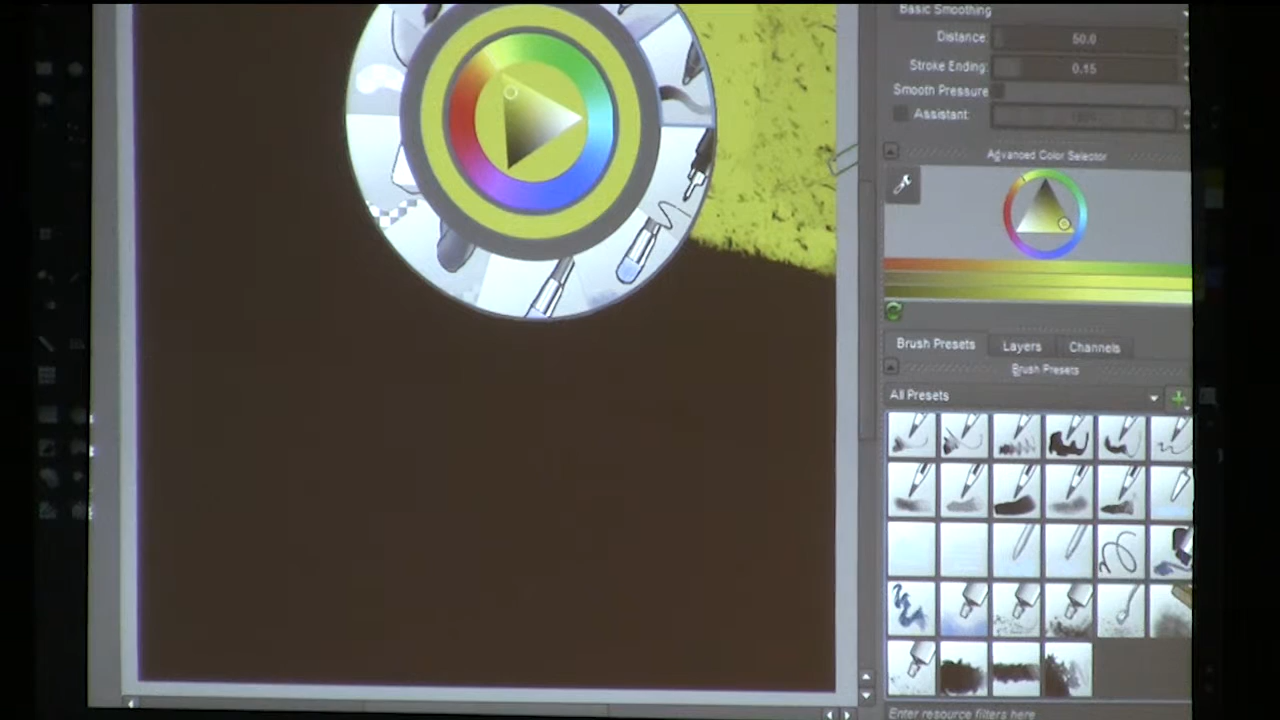 Basic Smoothing
Distance: 50.0
Stroke Ending: 0.15
Smooth Pressure
Assistant:
Advanced Color Selector
Brush Presets Layers Channels
Brush Presets
All Presets
Enter resource filters here